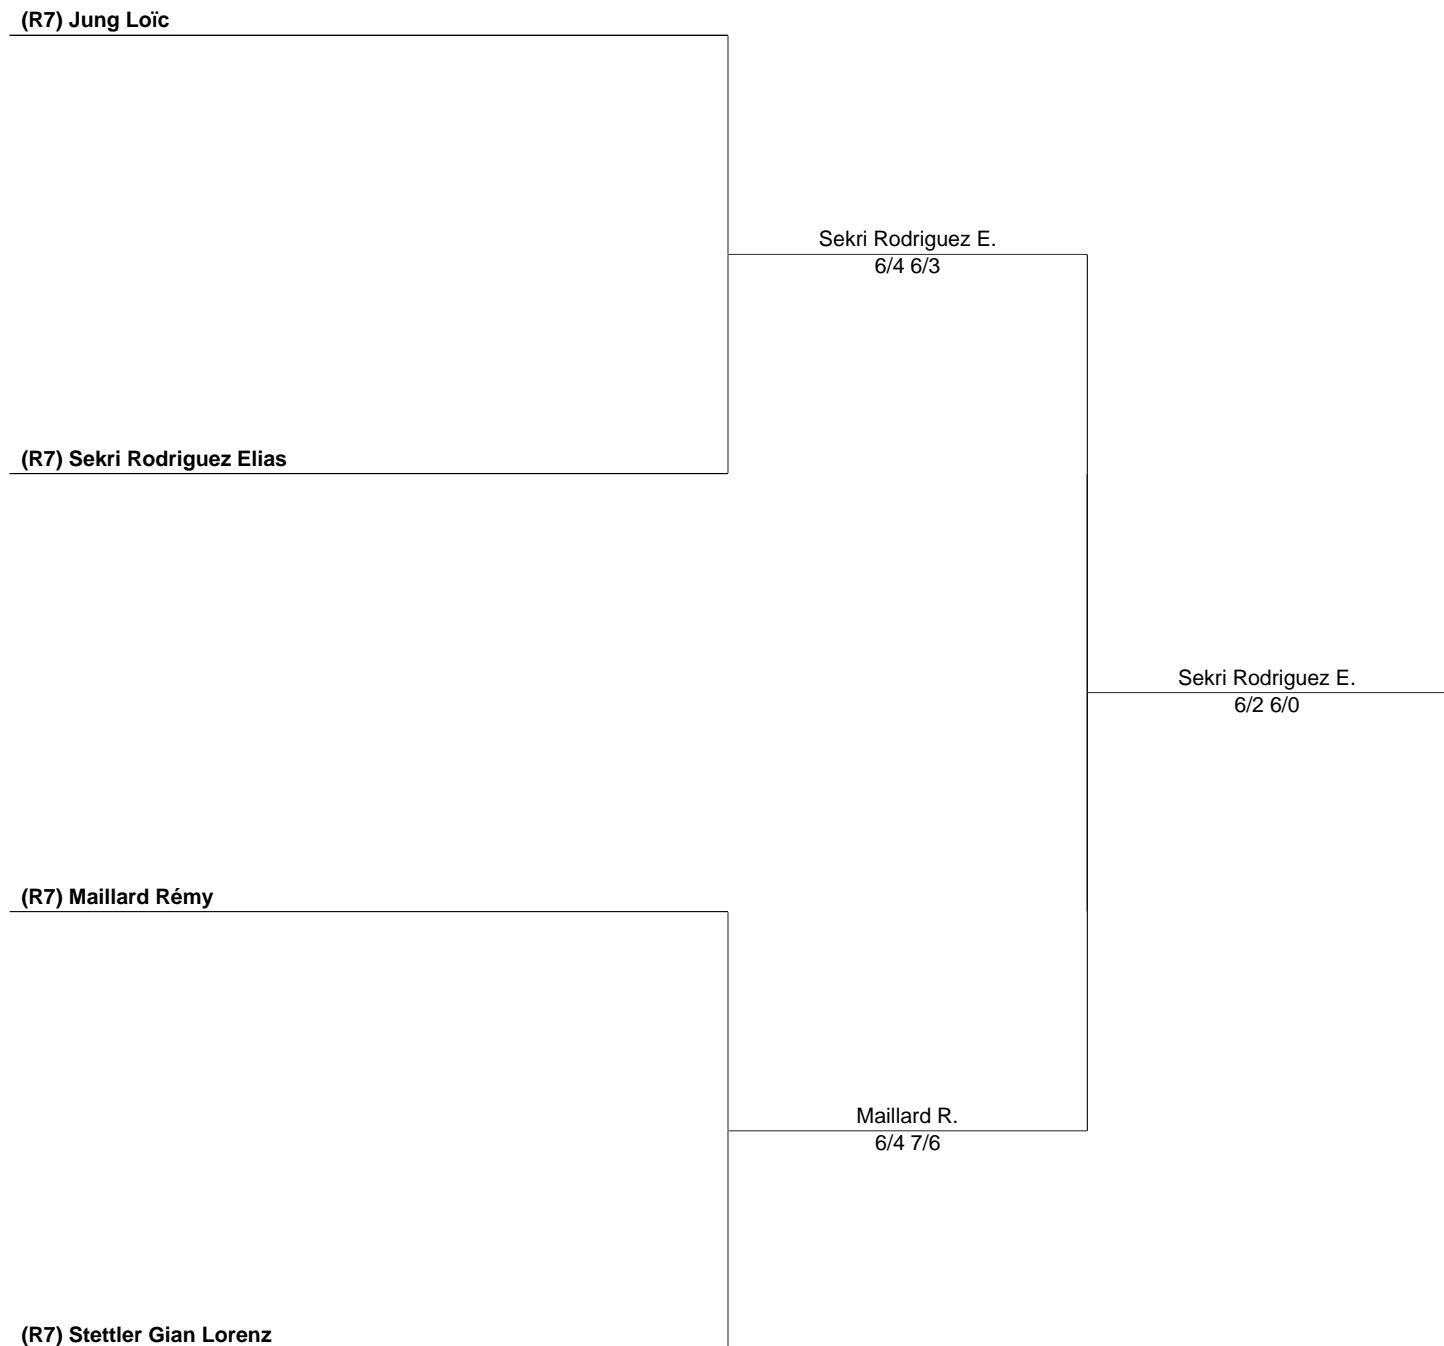 (R7) Jung Loïc
Sekri Rodriguez E.
6/4 6/3
(R7) Sekri Rodriguez Elias
Sekri Rodriguez E.
6/2 6/0
(R7) Maillard Rémy
Maillard R.
6/4 7/6
(R7) Stettler Gian Lorenz